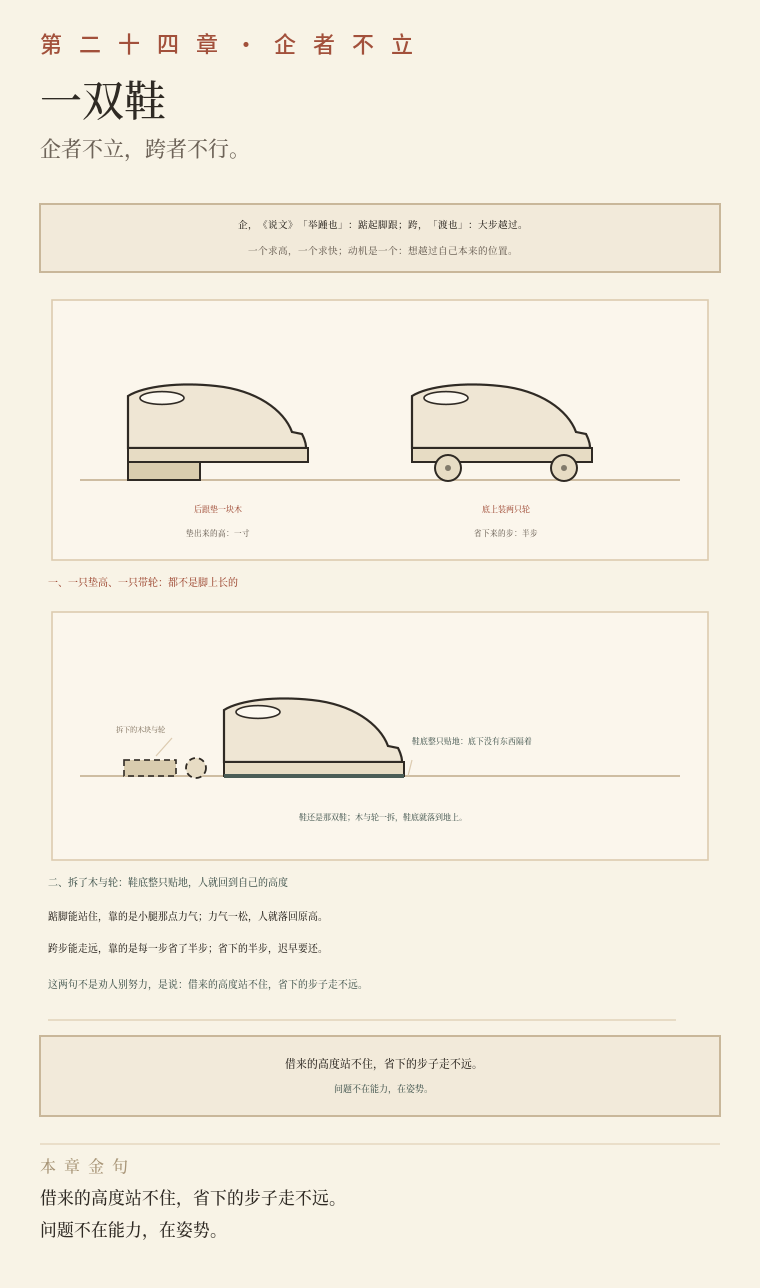 第二十四章·企者不立
一双鞋
企者不立，跨者不行。
企，《说文》「举踵也」：踮起脚跟；跨，「渡也」：大步越过。
一个求高，一个求快；动机是一个：想越过自己本来的位置。
后跟垫一块木
底上装两只轮
垫出来的高：一寸
省下来的步：半步
一、一只垫高、一只带轮：都不是脚上长的
拆下的木块与轮
鞋底整只贴地：底下没有东西隔着
鞋还是那双鞋；木与轮一拆，鞋底就落到地上。
二、拆了木与轮：鞋底整只贴地，人就回到自己的高度
踮脚能站住，靠的是小腿那点力气；力气一松，人就落回原高。
跨步能走远，靠的是每一步省了半步；省下的半步，迟早要还。
这两句不是劝人别努力，是说：借来的高度站不住，省下的步子走不远。
借来的高度站不住，省下的步子走不远。
问题不在能力，在姿势。
本章金句
借来的高度站不住，省下的步子走不远。
问题不在能力，在姿势。